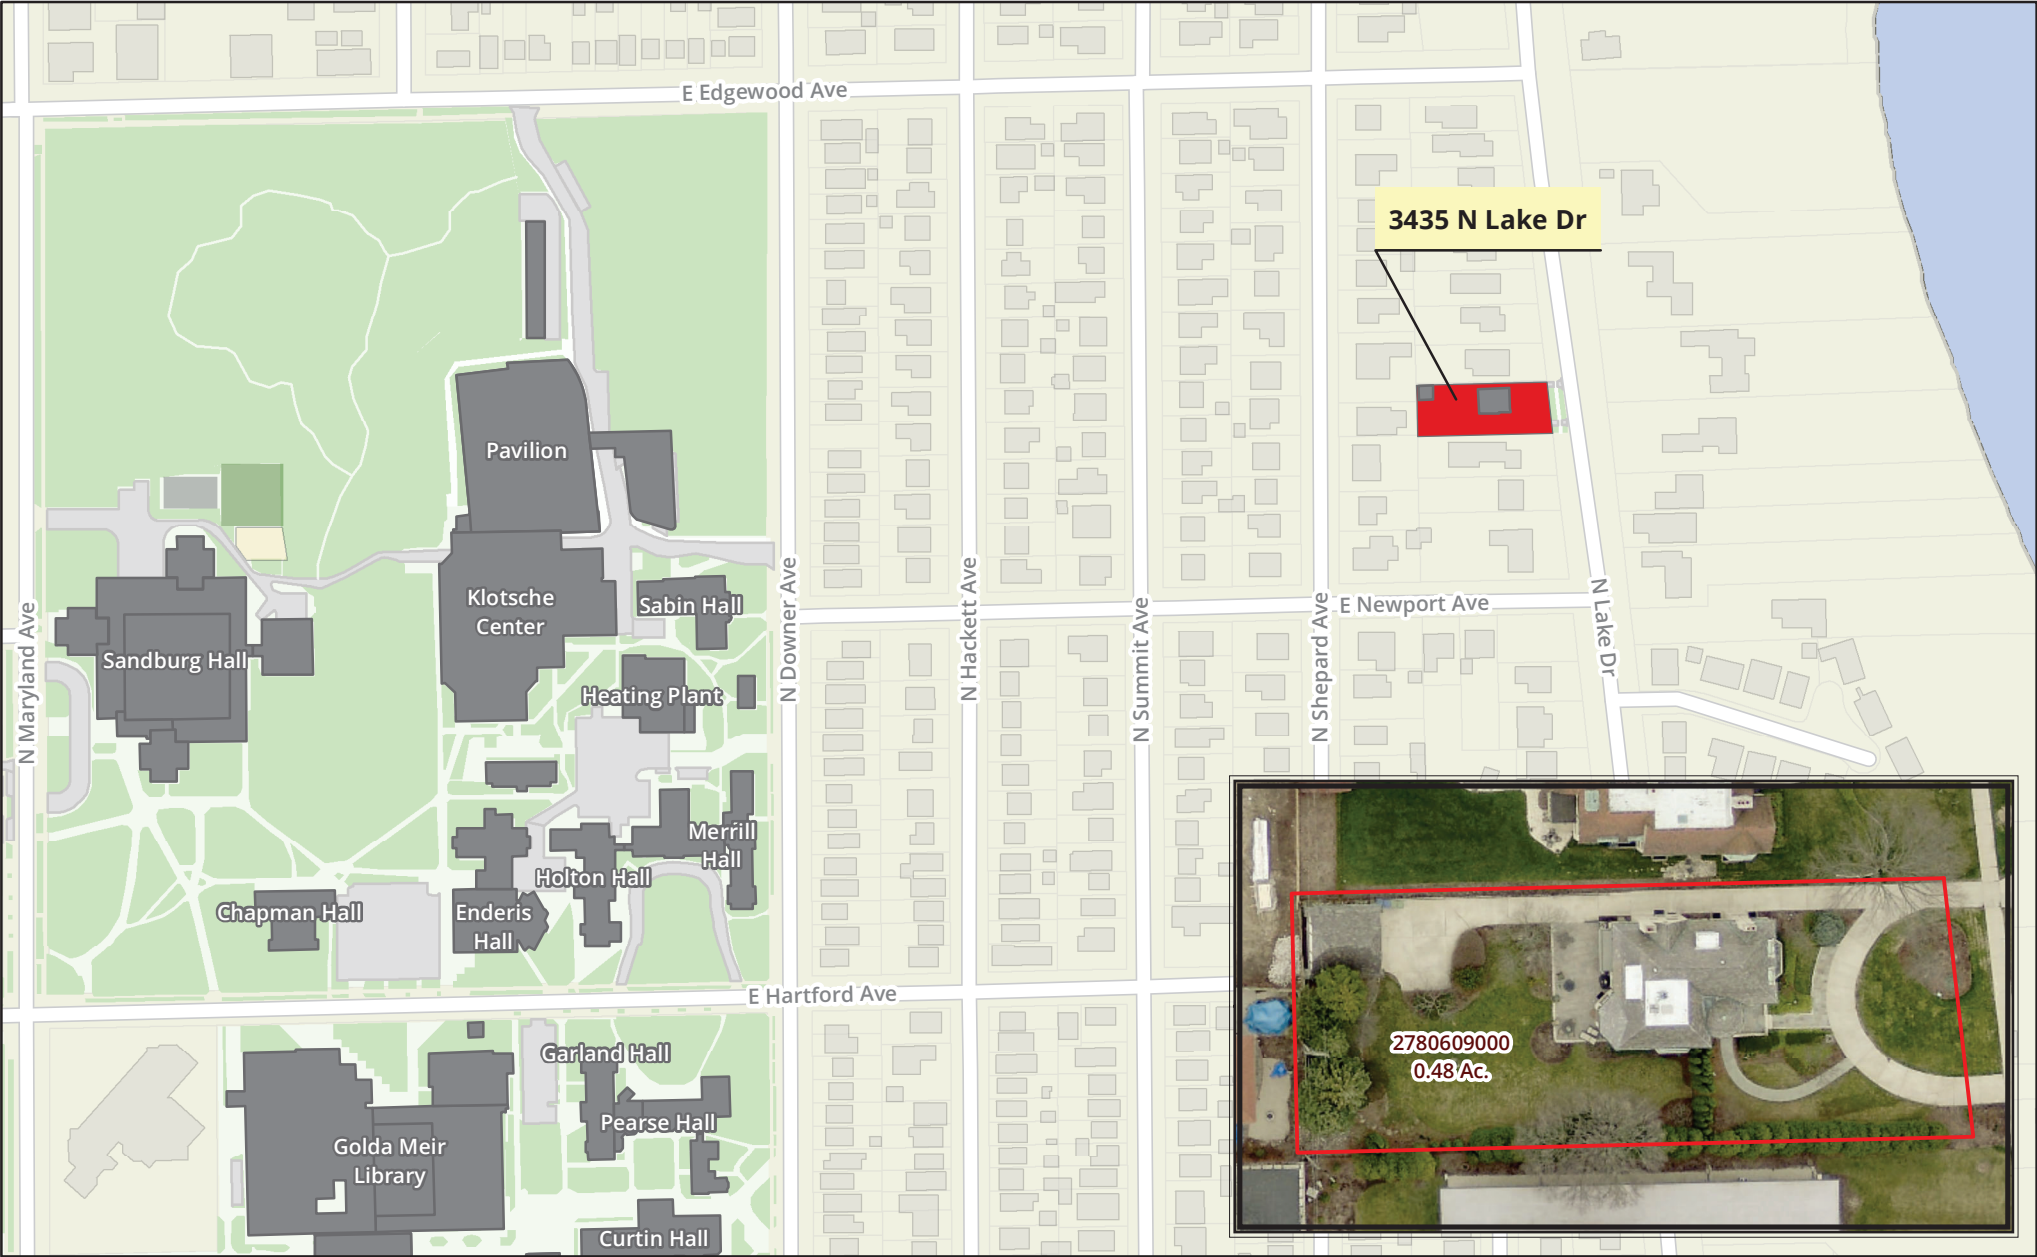 E Edgewood Ave
3435 N Lake Dr
Pavilion
Klotsche
Center
Sabin Hall
Sandburg Hall
Heating Plant
N Maryland Ave
N Downer Ave
N Hackett Ave
N Summit Ave
N Shepard Ave
E Newport Ave
N Lake Dr
Merrill
Hall
Holton Hall
Chapman Hall
Enderis
Hall
E Hartford Ave
Garland Hall
Pearse Hall
Golda Meir
Library
Curtin Hall
2780609000
0.48 Ac.